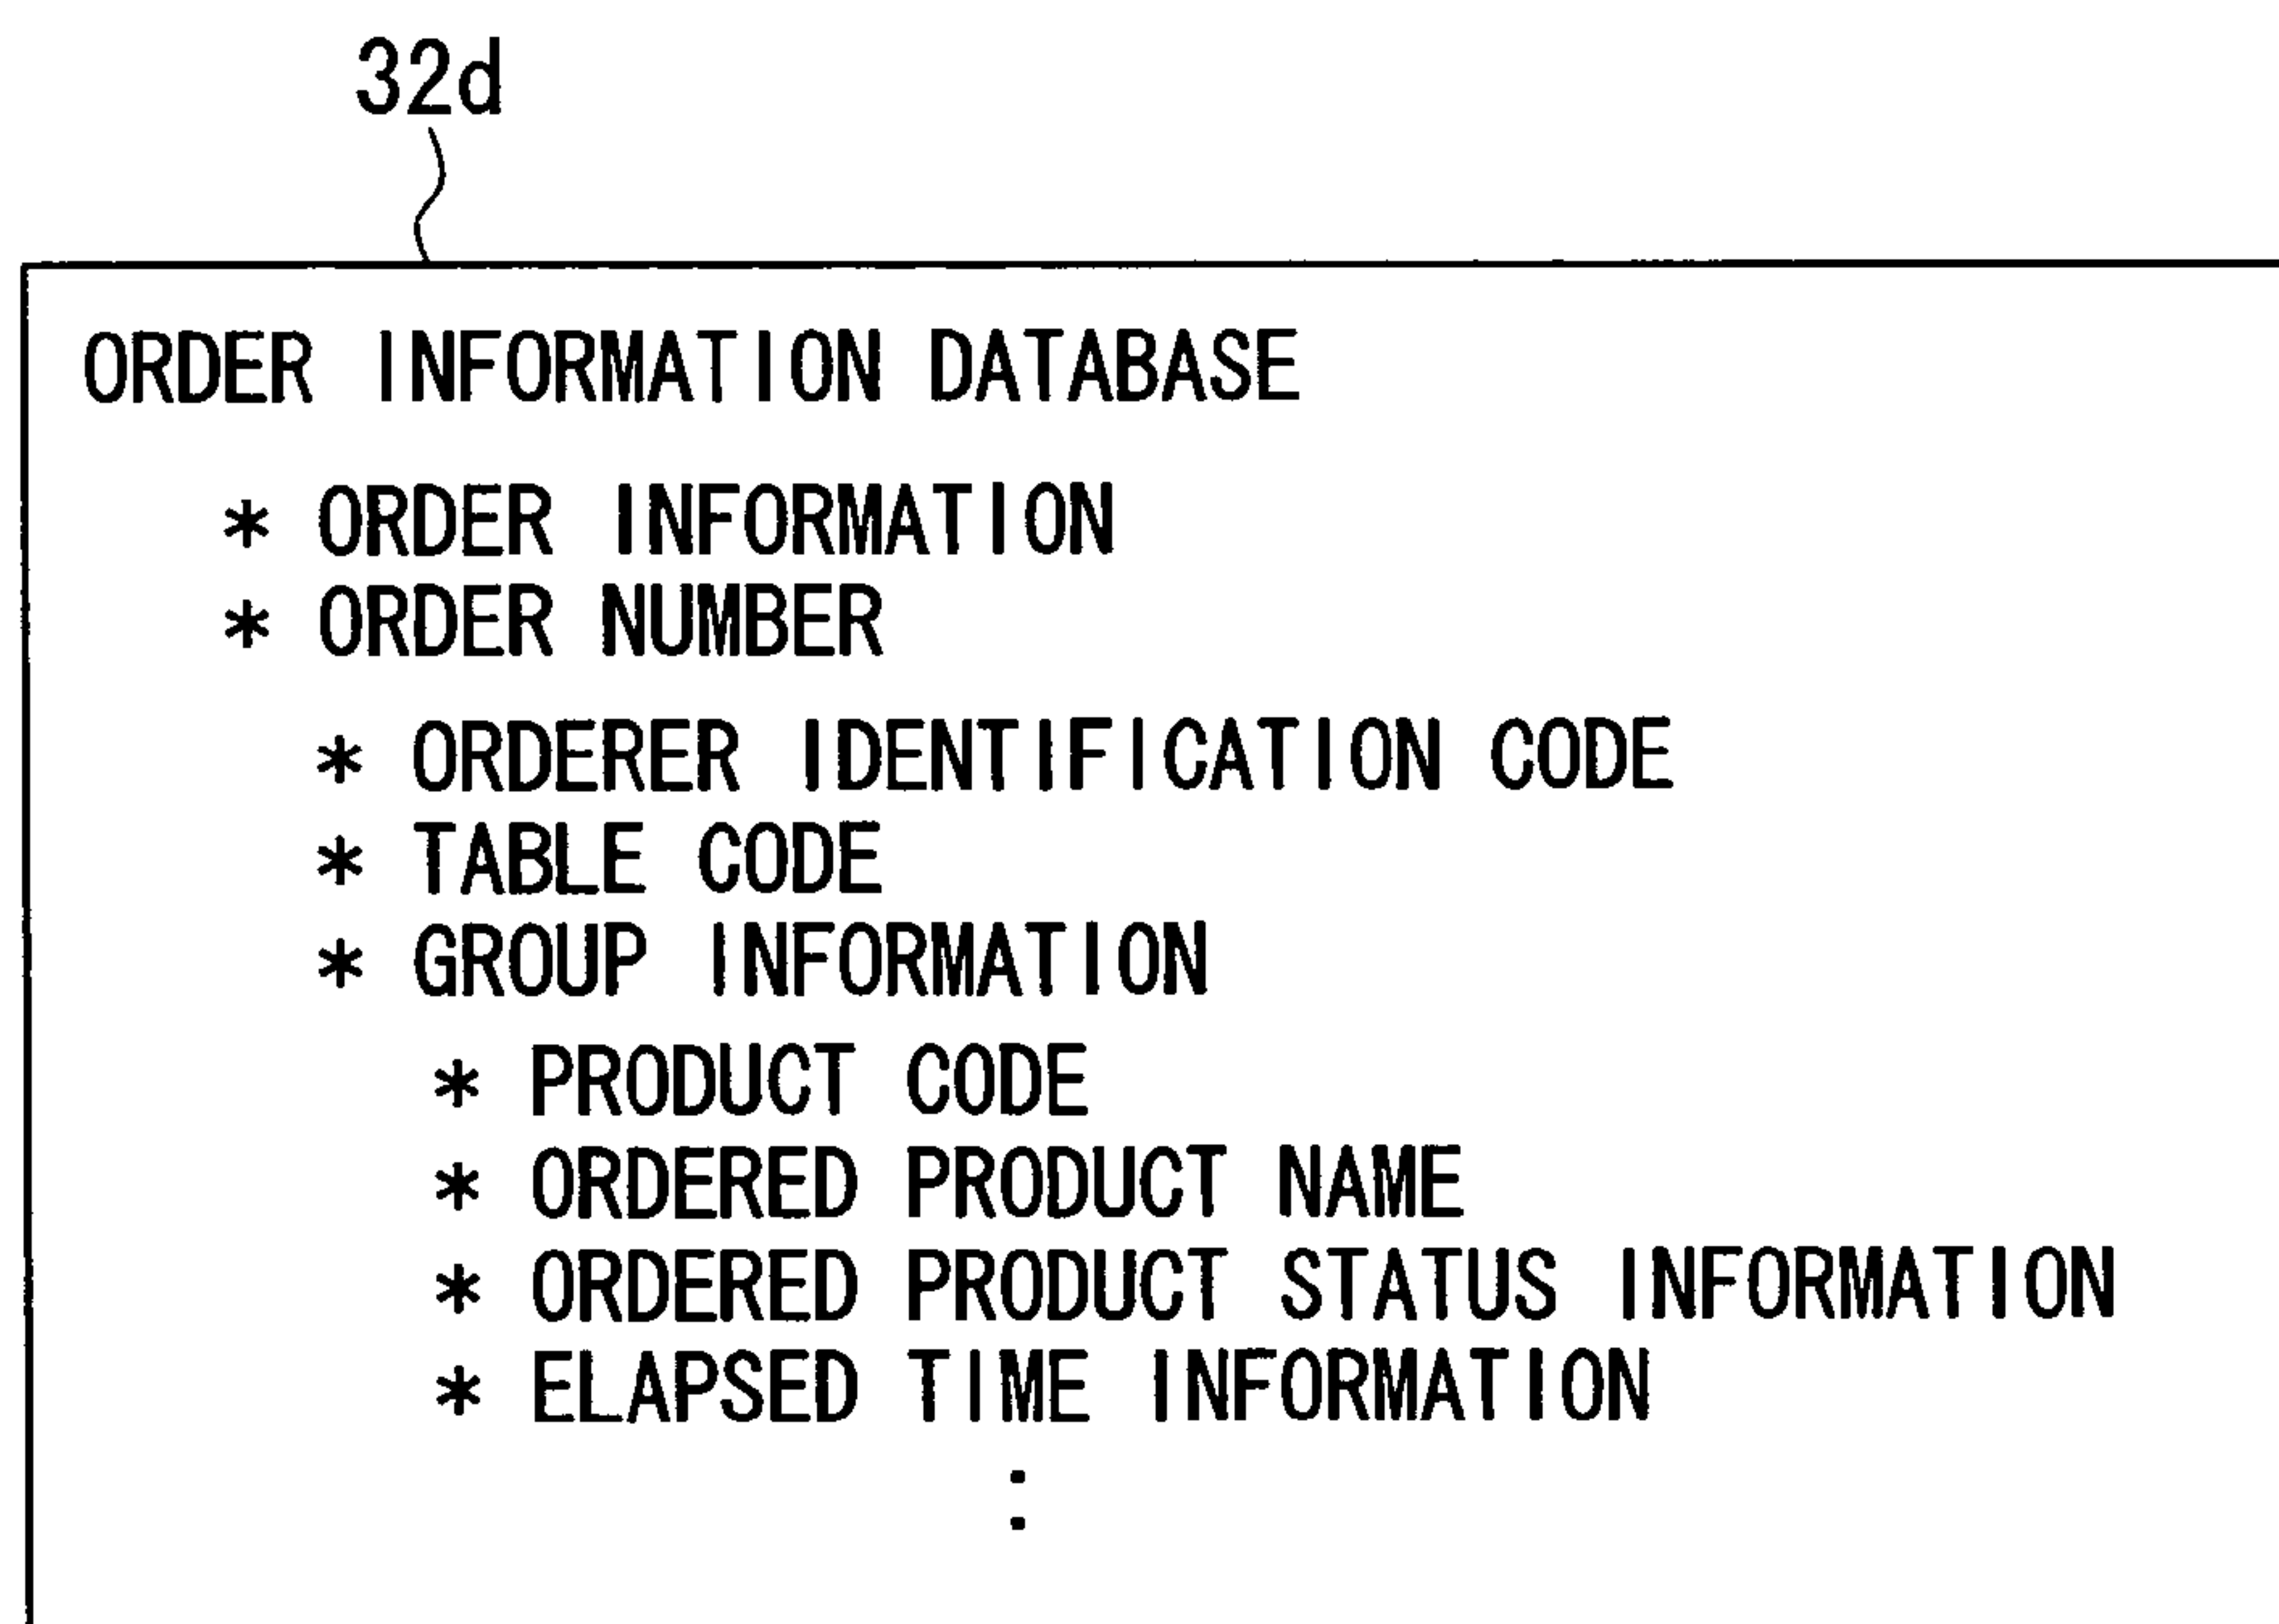 32d
ORDER INFORMATION DATABASE
* ORDER INFORMATION
* ORDER NUMBER
* ORDERER IDENTIFICATION CODE
* TABLE CODE
* GROUP INFORMATION
* PRODUCT CODE
* ORDERED PRODUCT NAME
* ORDERED PRODUCT STATUS INFORMATION
* ELAPSED TIME INFORMATION
: